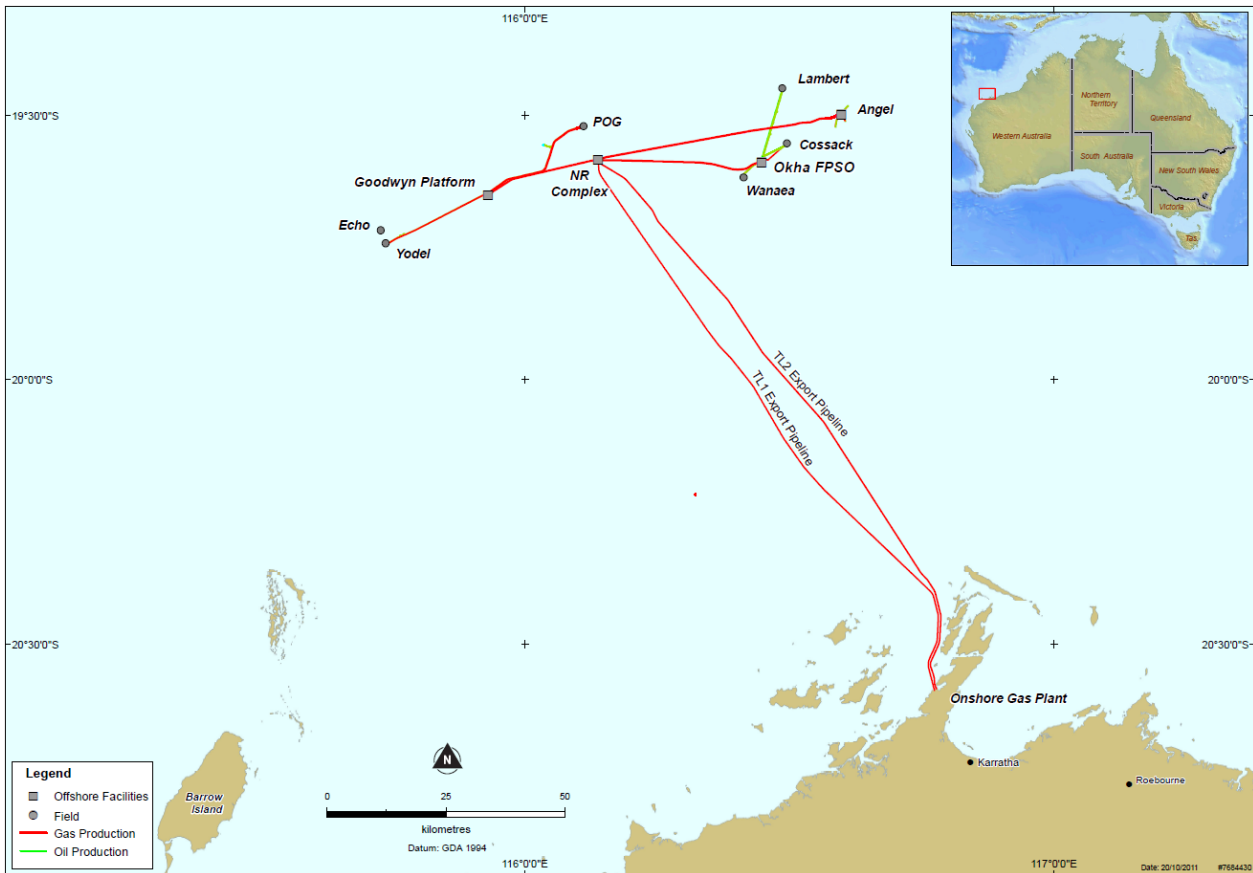 116°0'0"E
Lambert
19°30'0"S
POG
Angel
Cossack
NR
Complex
Okha FPSO
Wanaea
Goodwyn Platform
Echo
Yodel
Northern
Territory
Queensland
Western Australia
South Australia
New South Wales
Victoria
Tas.
19°30'0"S
20°0'0"S
TL2 Export Pipeline
TL1 Export Pipeline
20°0'0"S
20°30'0"S
20°30'0"S
Onshore Gas Plant
Karratha
Roebourne
Barrow
Island
N
0 25 50
kilometres
Datum: GDA 1994
Legend
Offshore Facilities
Field
Gas Production
Oil Production
116°0'0"E
117°0'0"E
Date: 20/10/2011 #7684430